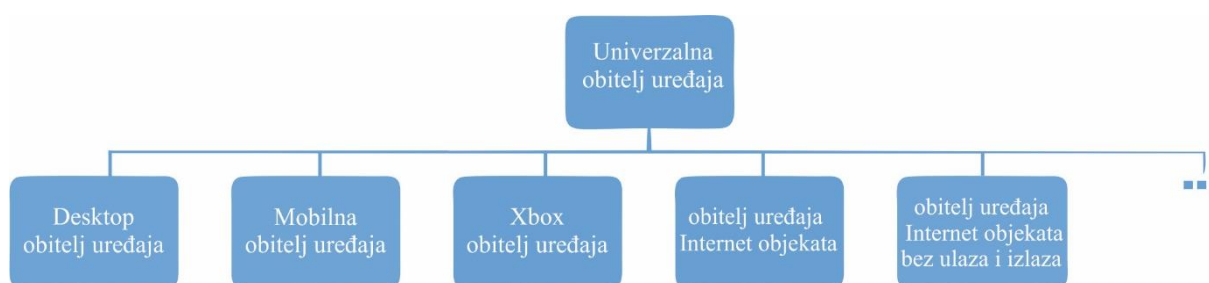 Univerzalna
obitelj uređaja
Desktop
obitelj uređaja
Mobilna
obitelj uređaja
Xbox
obitelj uređaja
obitelj uređaja
Internet objekata
obitelj uređaja
Internet objekata
bez ulaza i izlaza